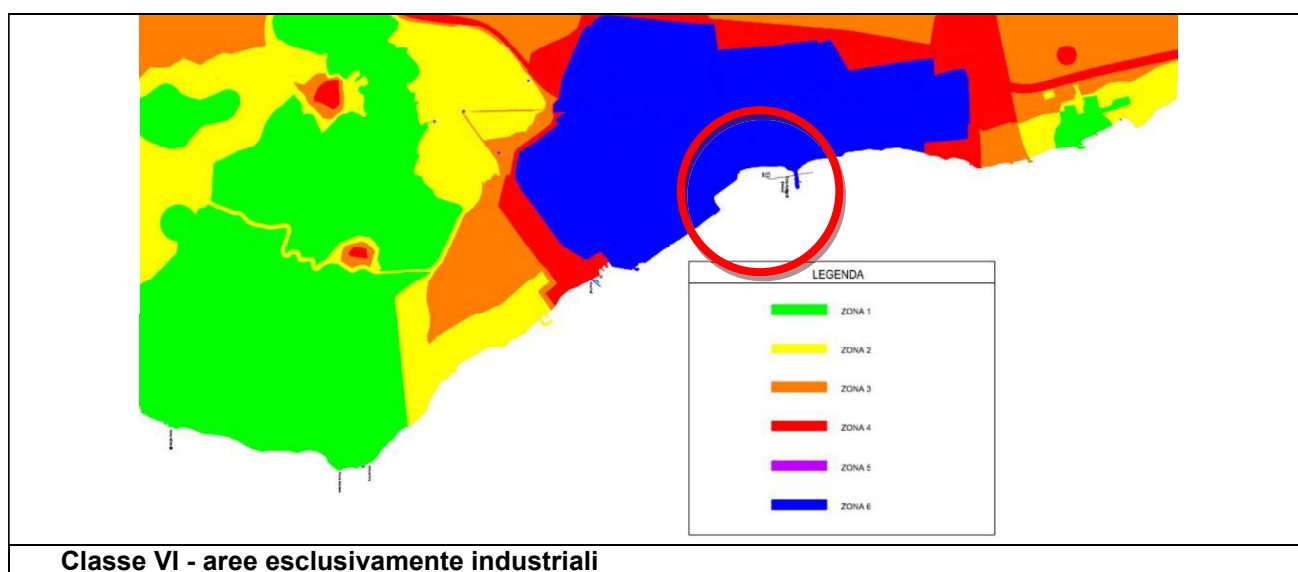 LEGENDA
ZONA 1
ZONA 2
ZONA 3
ZONA 4
ZONA 5
ZONA 6
Classe VI - aree esclusivamente industriali